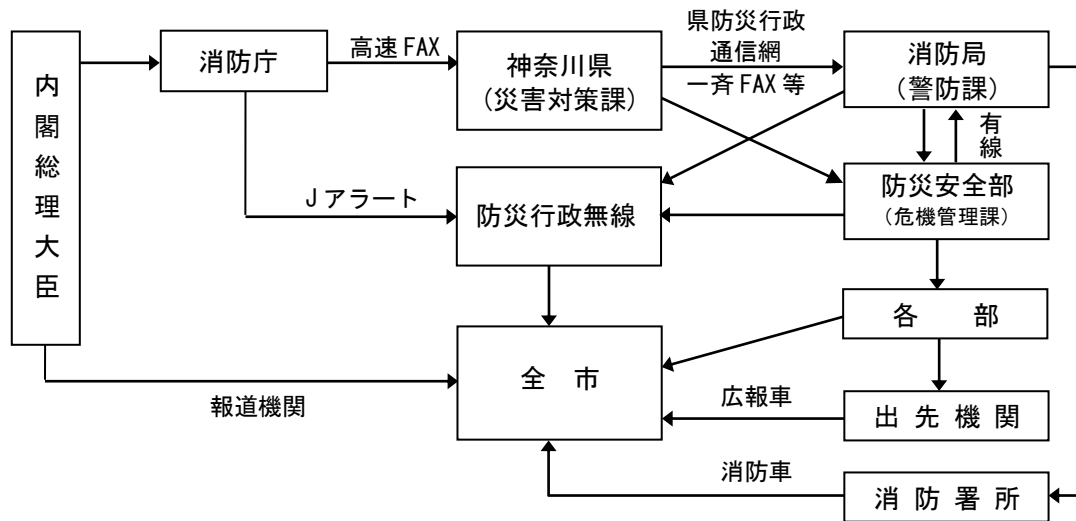 内閣総理大臣
消防庁
高速FAX
神奈川県
(災害対策課)
県防災行政
通信網
一斉FAX等
消防局
(警防課)
有線
Jアラート
防災行政無線
防災安全部
(危機管理課)
各 部
全 市
報道機関
広報車
出先機関
消防車
消防署所